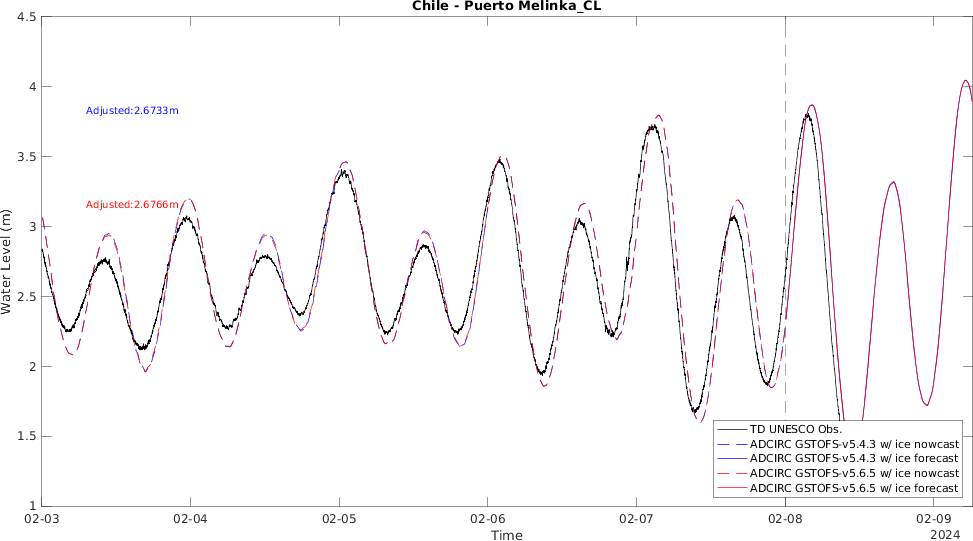 Chile - Puerto Melinka_CL
4.5
4
3.5
3
2.5
2
1.5
1
Water Level (m)
Adjusted:2.6733m
Adjusted:2.6766m
TD UNESCO Obs.
ADCIRC GSTOFS-v5.4.3 w/ ice nowcast
ADCIRC GSTOFS-v5.4.3 w/ ice forecast
ADCIRC GSTOFS-v5.6.5 w/ ice nowcast
ADCIRC GSTOFS-v5.6.5 w/ ice forecast
02-03 02-04 02-05 02-06 02-07 02-08 02-09
Time
2024